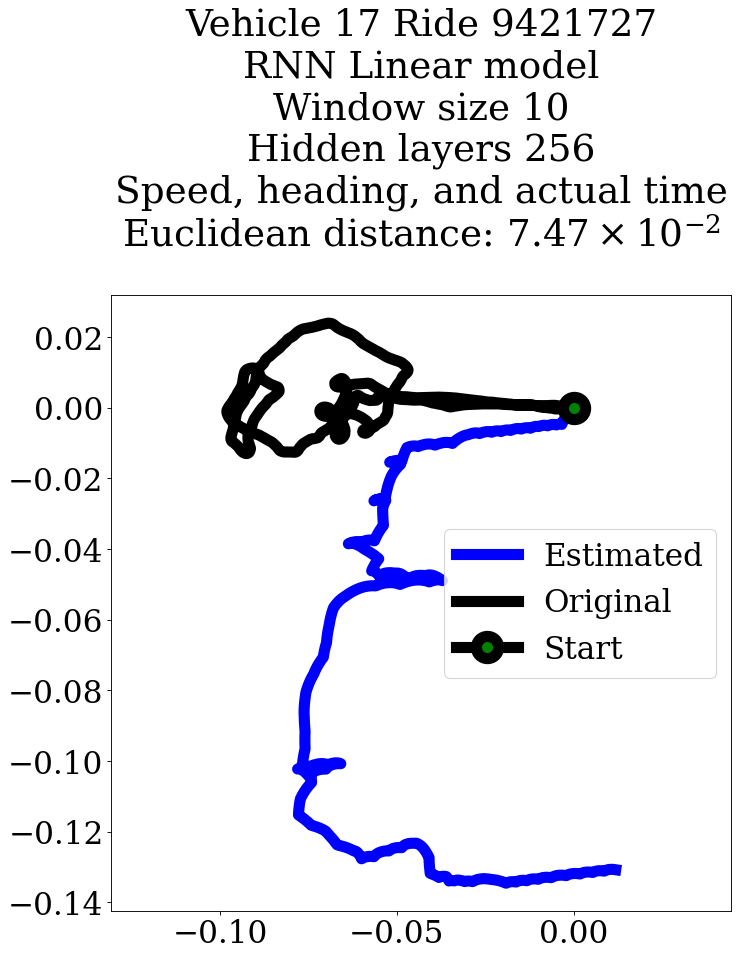 Vehicle 17 Ride 9421727
RNN Linear model
Window size 10
Hidden layers 256
Speed, heading, and actual time
Euclidean distance: 7.47 × 10⁻²
0.02
0.00
−0.02
−0.04
−0.06
−0.08
−0.10
−0.12
−0.14
Estimated
Original
Start
−0.10 −0.05 0.00